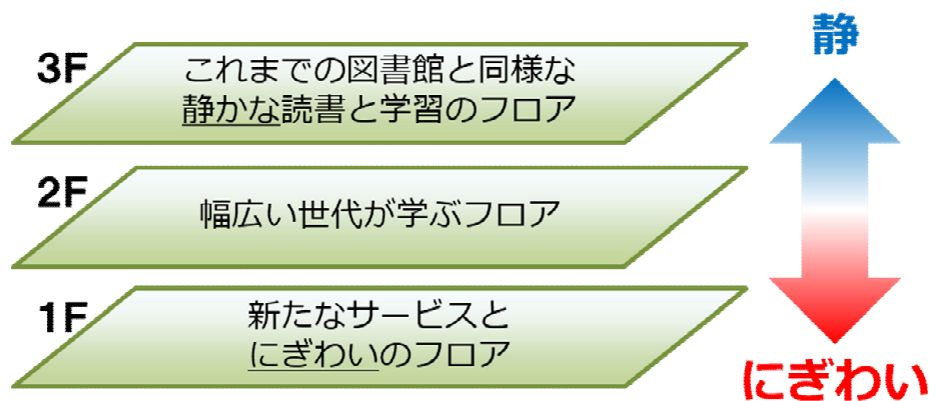 静
3F
これまでの図書館と同様な
静かな読書と学習のフロア
2F
幅広い世代が学ぶフロア
1F
新たなサービスと
にぎわいのフロア
にぎわい